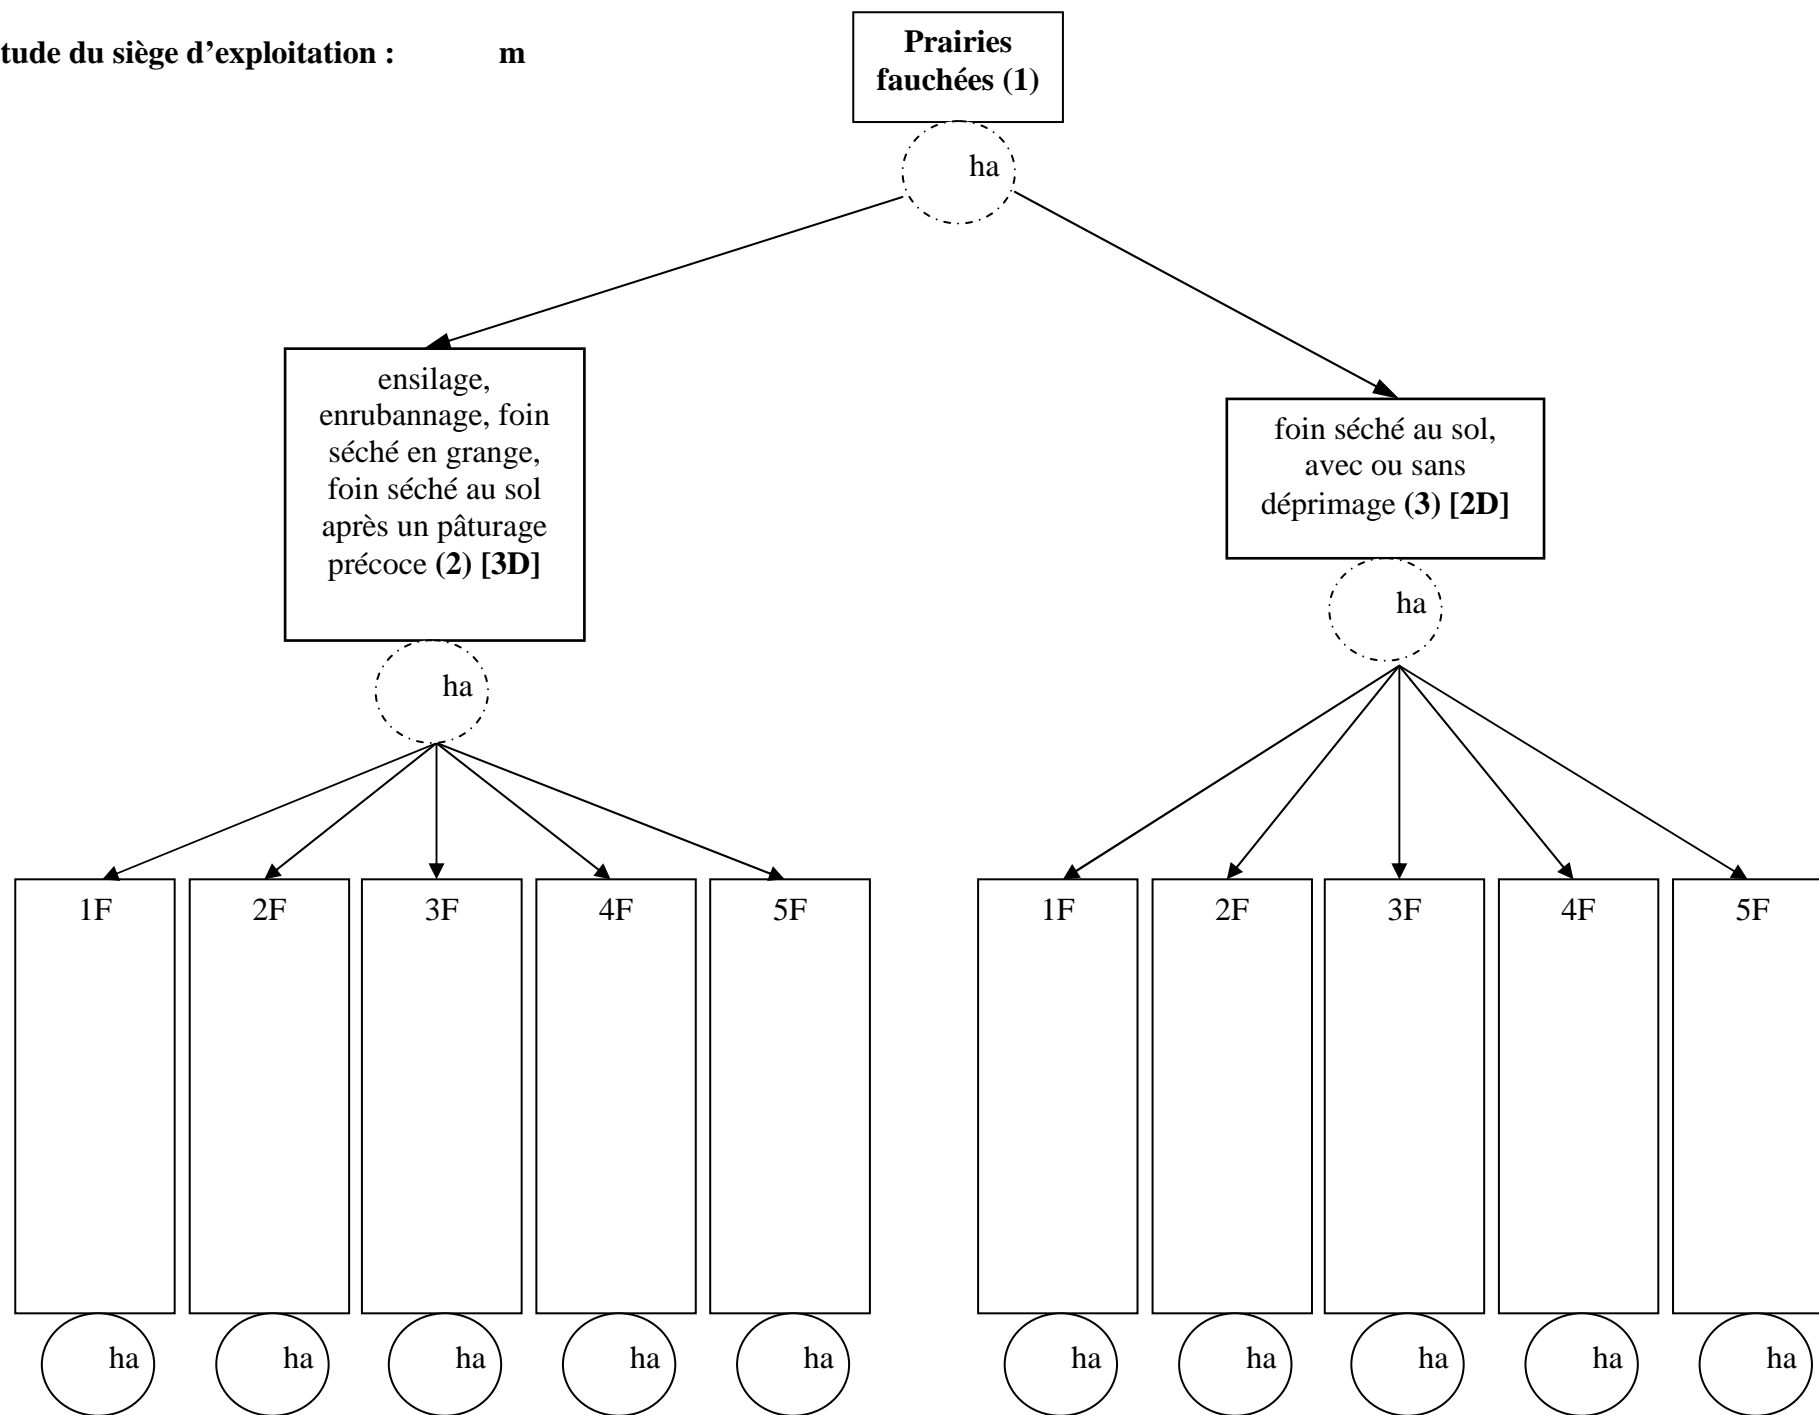 tude du siège d’exploitation : m
Prairies
fauchées (1)
ha
ensilage,
enrubannage, foin
séché en grange,
foin séché au sol
après un pâturage
précoce (2) [3D]
ha
foin séché au sol,
avec ou sans
déprimage (3) [2D]
ha
1F 2F 3F 4F 5F 1F 2F 3F 4F 5F
ha ha ha ha ha ha ha ha ha ha